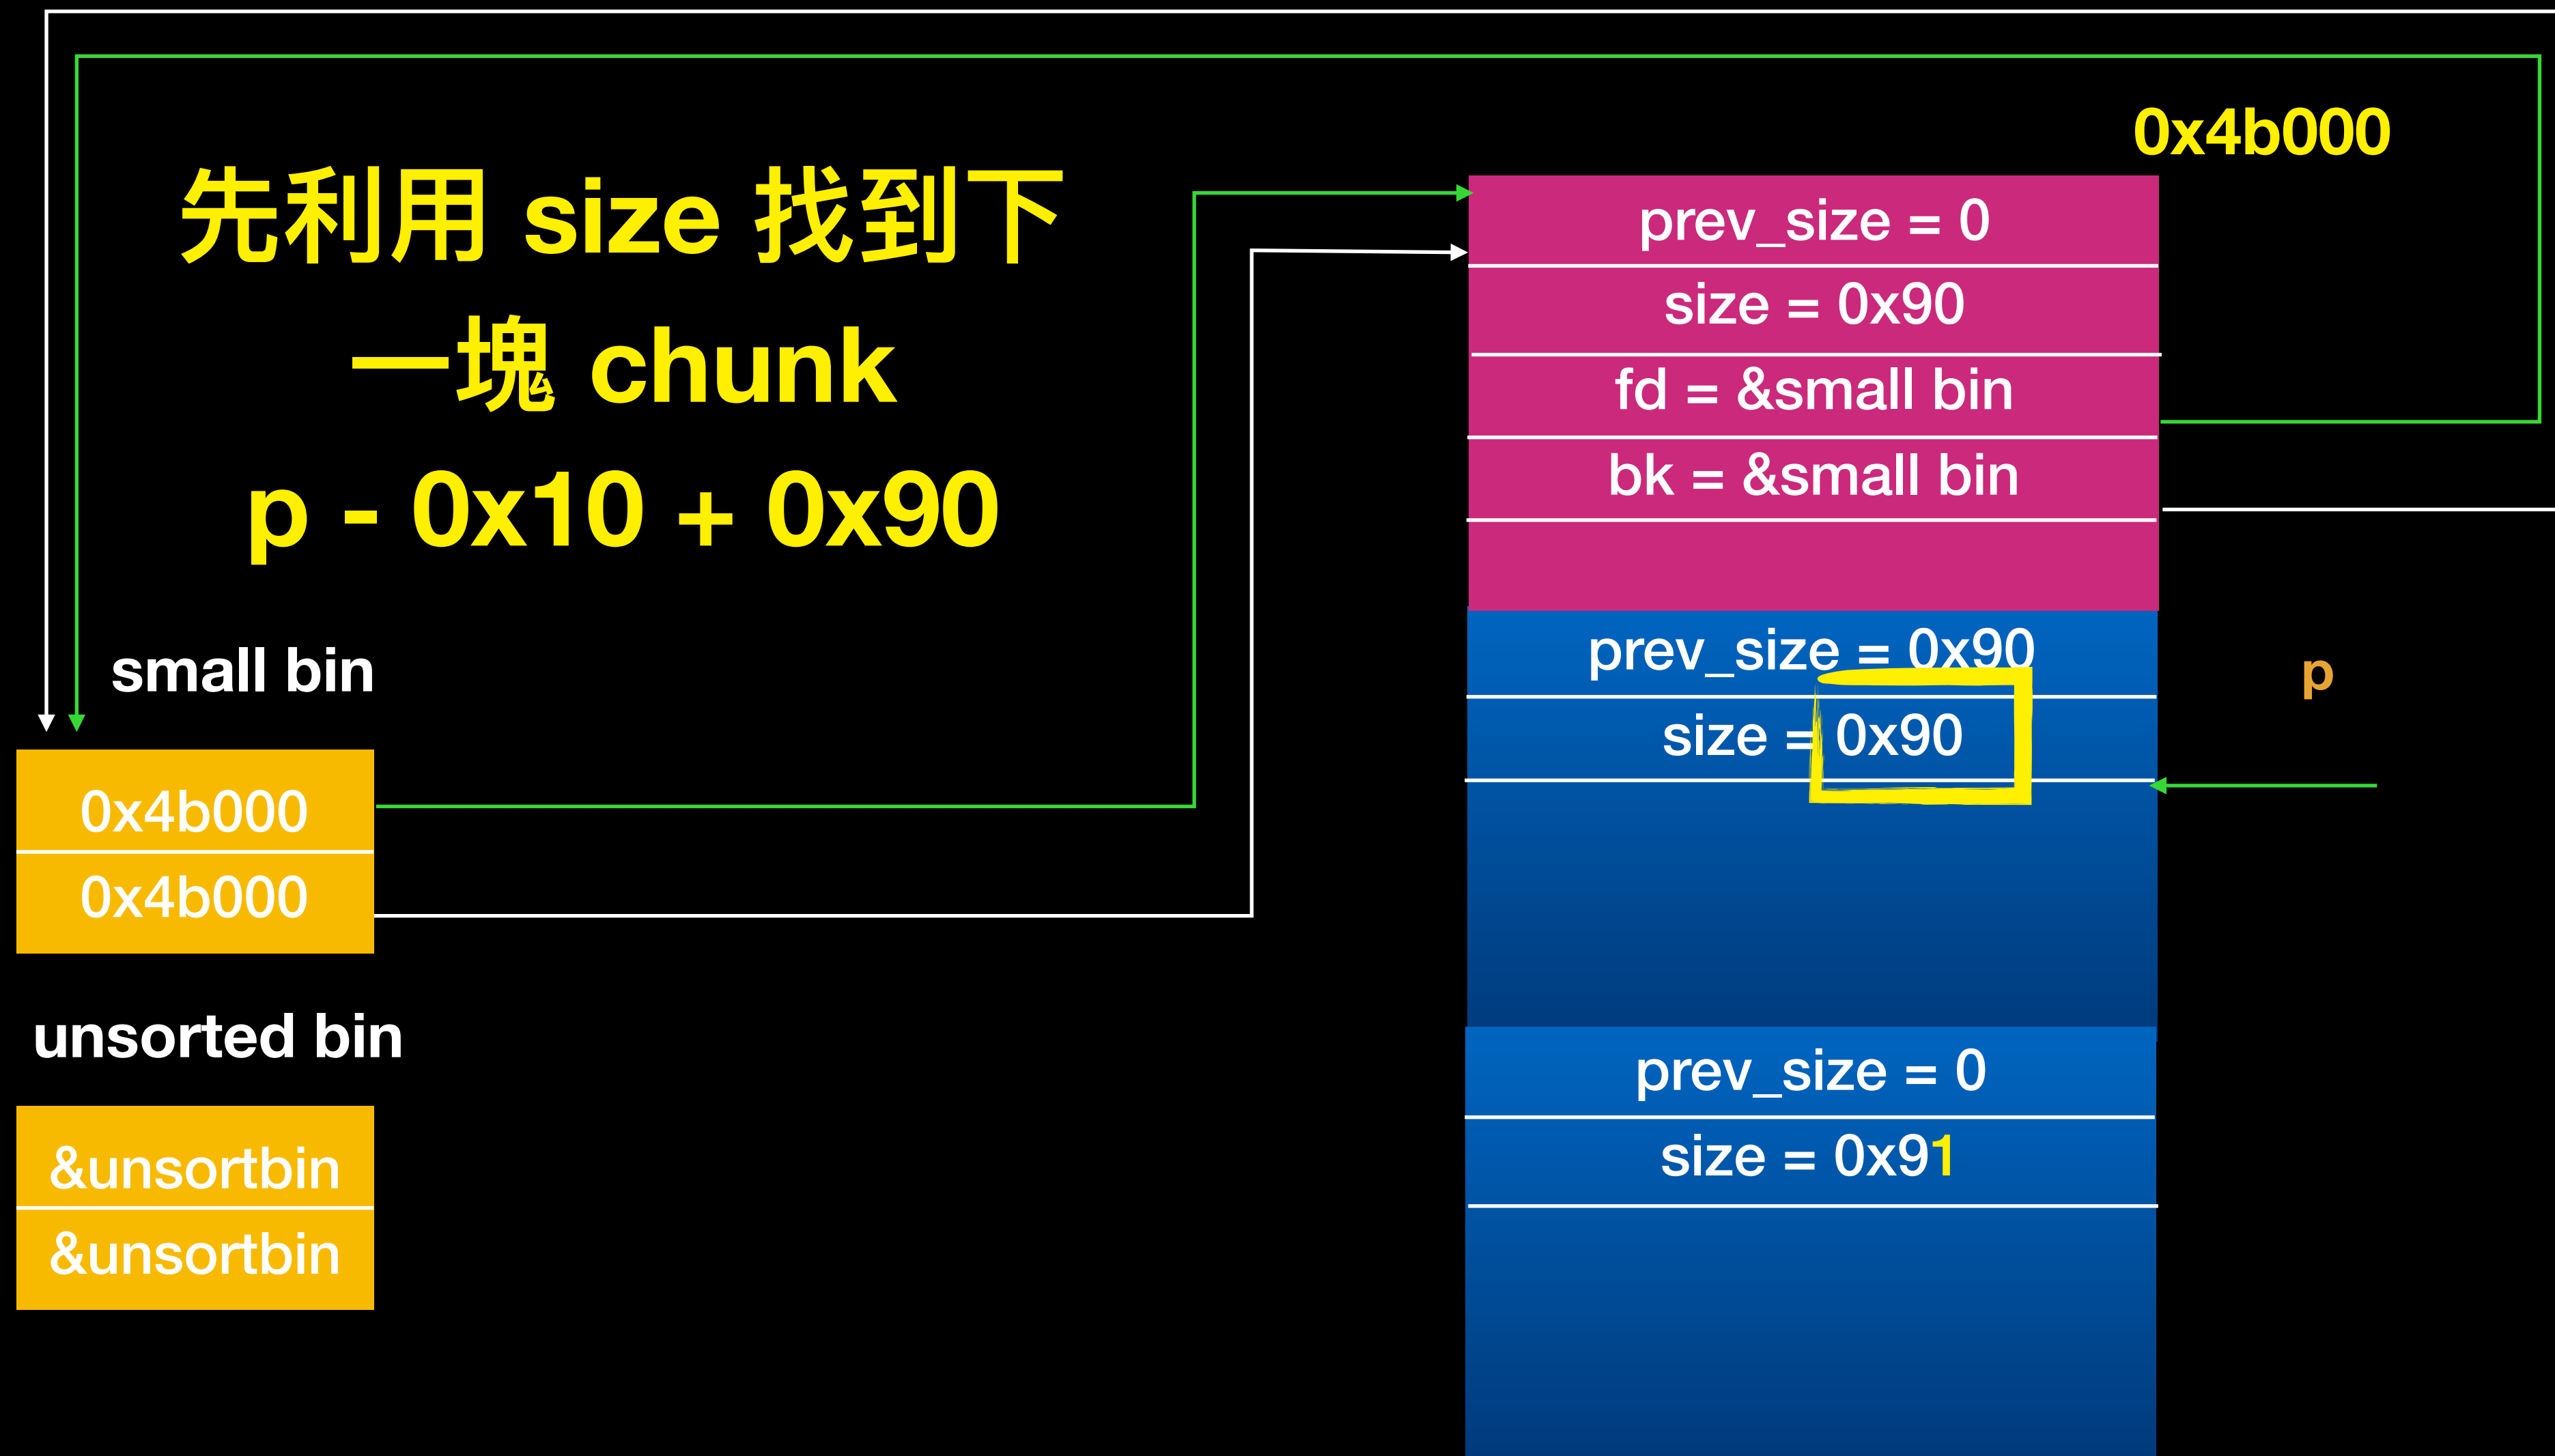 先利用 size 找到下
一塊 chunk
p - 0x10 + 0x90
small bin
0x4b000
0x4b000
unsorted bin
&unsortbin
&unsortbin
0x4b000
prev_size = 0
size = 0x90
fd = &small bin
bk = &small bin
prev_size = 0x90
size = 0x90
p
prev_size = 0
size = 0x91